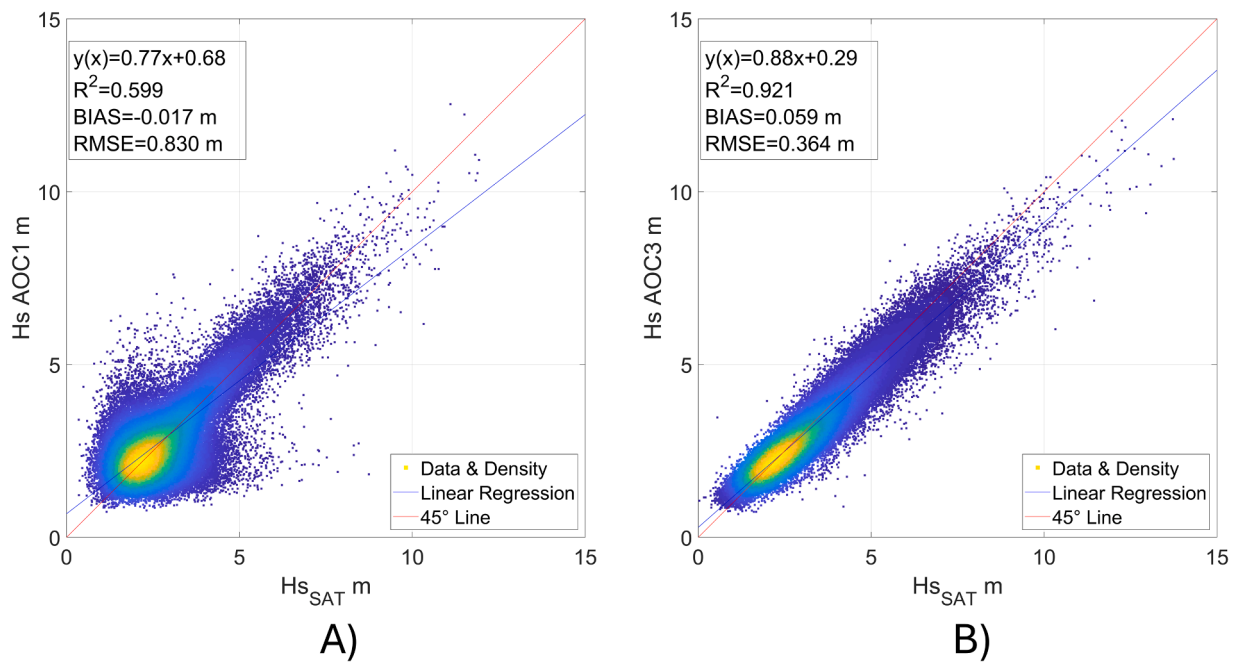 15
y(x)=0.77x+0.68
R²=0.599
BIAS=-0.017 m
RMSE=0.830 m
10
Hs AOC1 m
5
Data & Density
Linear Regression
45° Line
0
0 5 10 15
Hs_SAT m
A)
15
y(x)=0.88x+0.29
R²=0.921
BIAS=0.059 m
RMSE=0.364 m
10
Hs AOC3 m
5
Data & Density
Linear Regression
45° Line
0
0 5 10 15
Hs_SAT m
B)